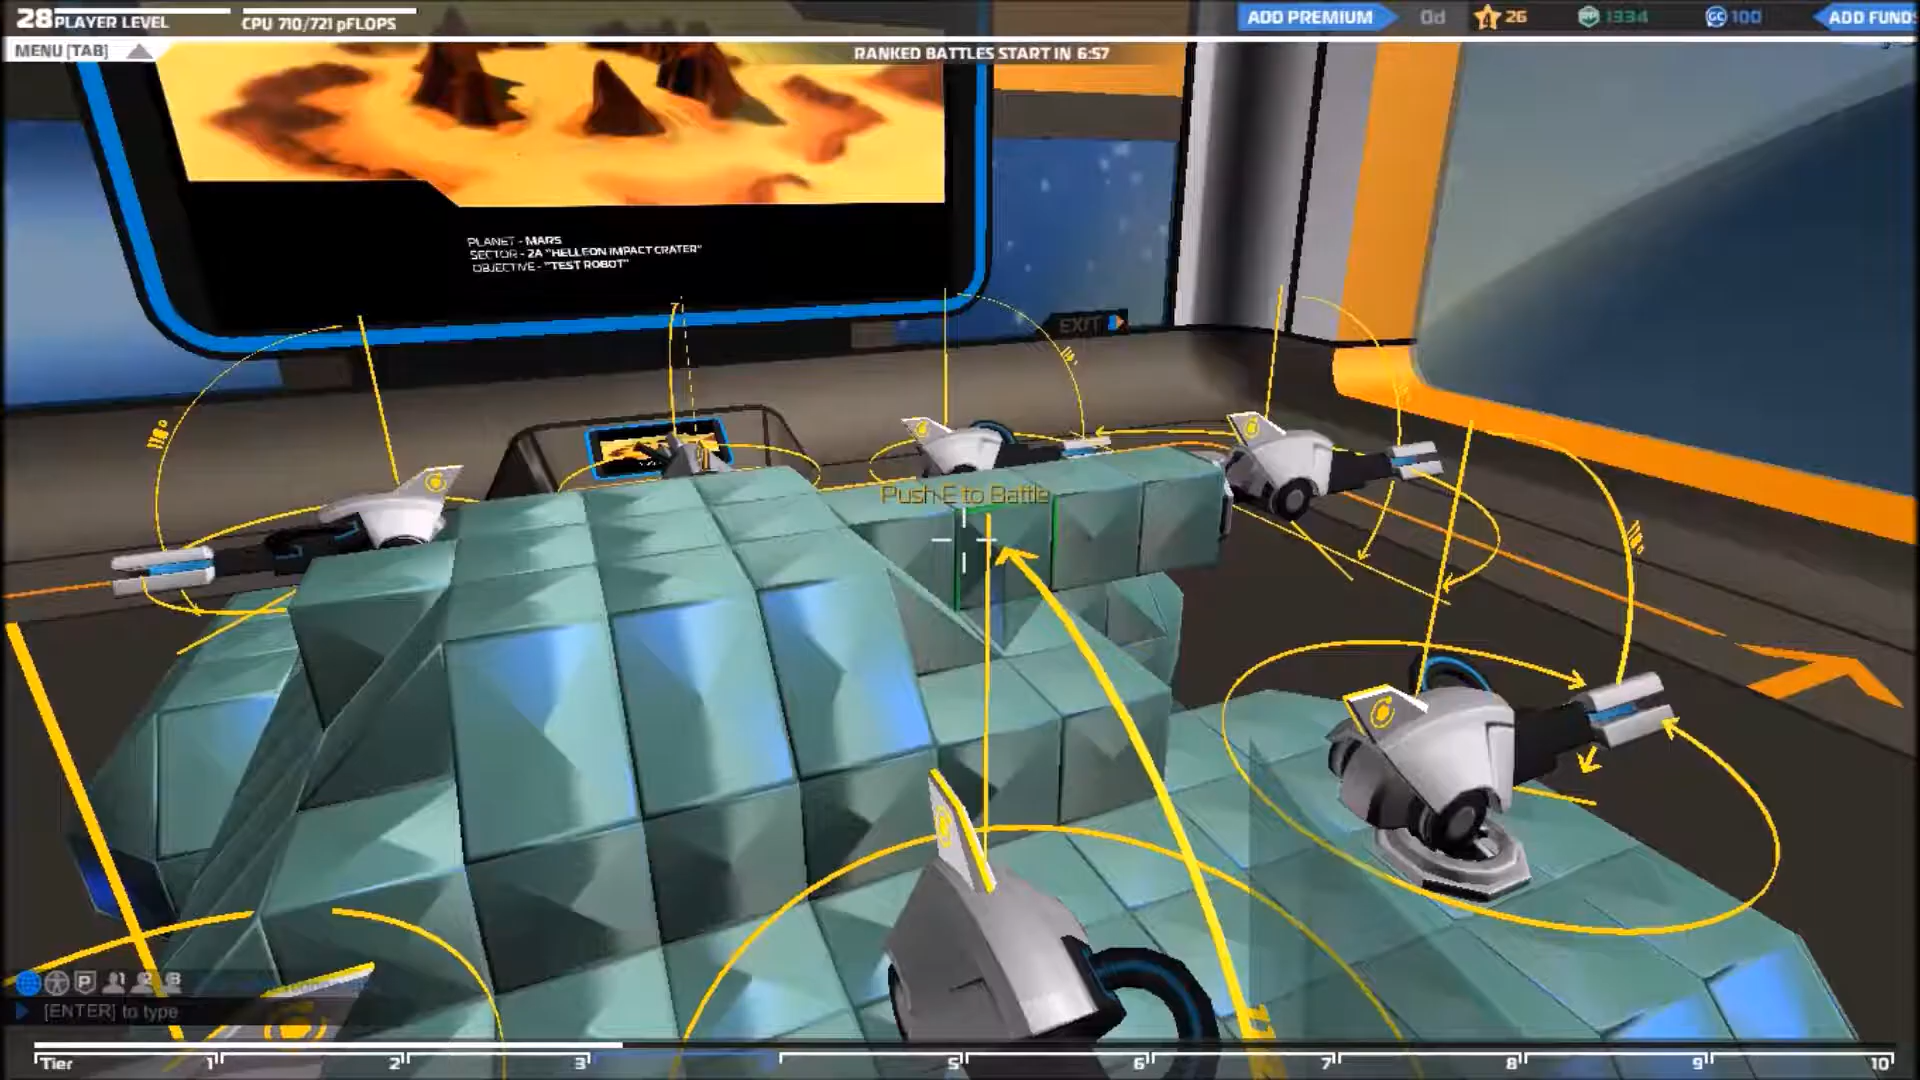 28 PLAYER LEVEL
CPU 710/721 pFLOPS
ADD PREMIUM
0d
26
1334
GC 100
ADD FUNDS
MENU [TAB]
RANKED BATTLES START IN 6:57
PLANET - MARS
SECTOR - 2A "HELLEON IMPACT CRATER"
OBJECTIVE - "TEST ROBOT"
EXIT
Push E to Battle
[ENTER] to type
Tier 1 2 3 5 6 7 8 9 10